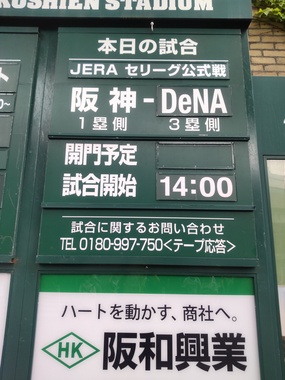 KOSHIEN STADIUM
本日の試合
JERA セリーグ公式戦
阪神-DeNA
1塁側 3塁側
開門予定
試合開始 14:00
試合に関するお問い合わせ
TEL 0180-997-750<テープ応答>
ハートを動かす、商社へ。
HK 阪和興業